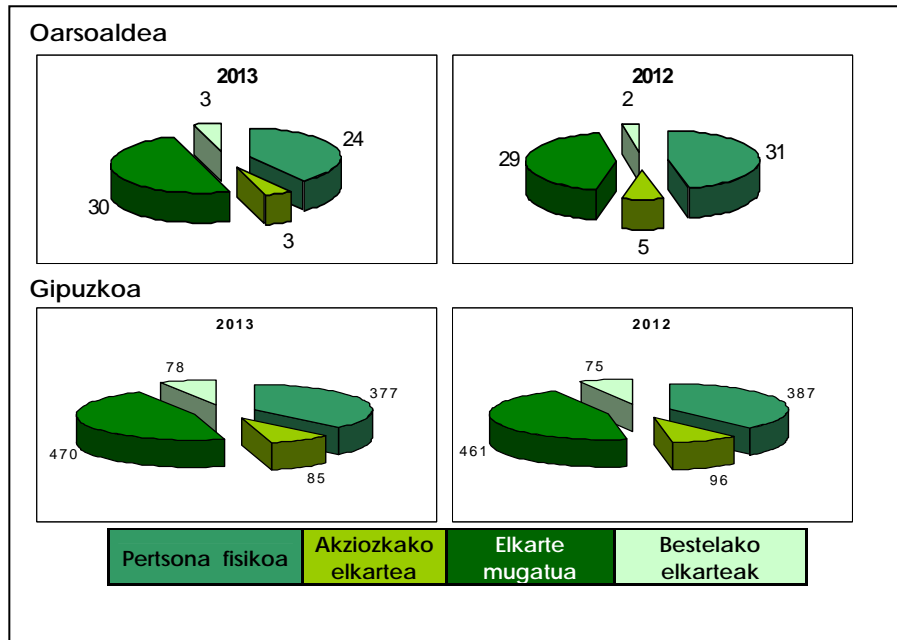 Oarsoaldea
2013
3
24
30
3
2012
2
29
31
5
Gipuzkoa
2013
78
377
470
85
2012
75
387
461
96
Pertsona fisikoa
Akziozkako
elkartea
Elkarte
mugatua
Bestelako
elkarteak